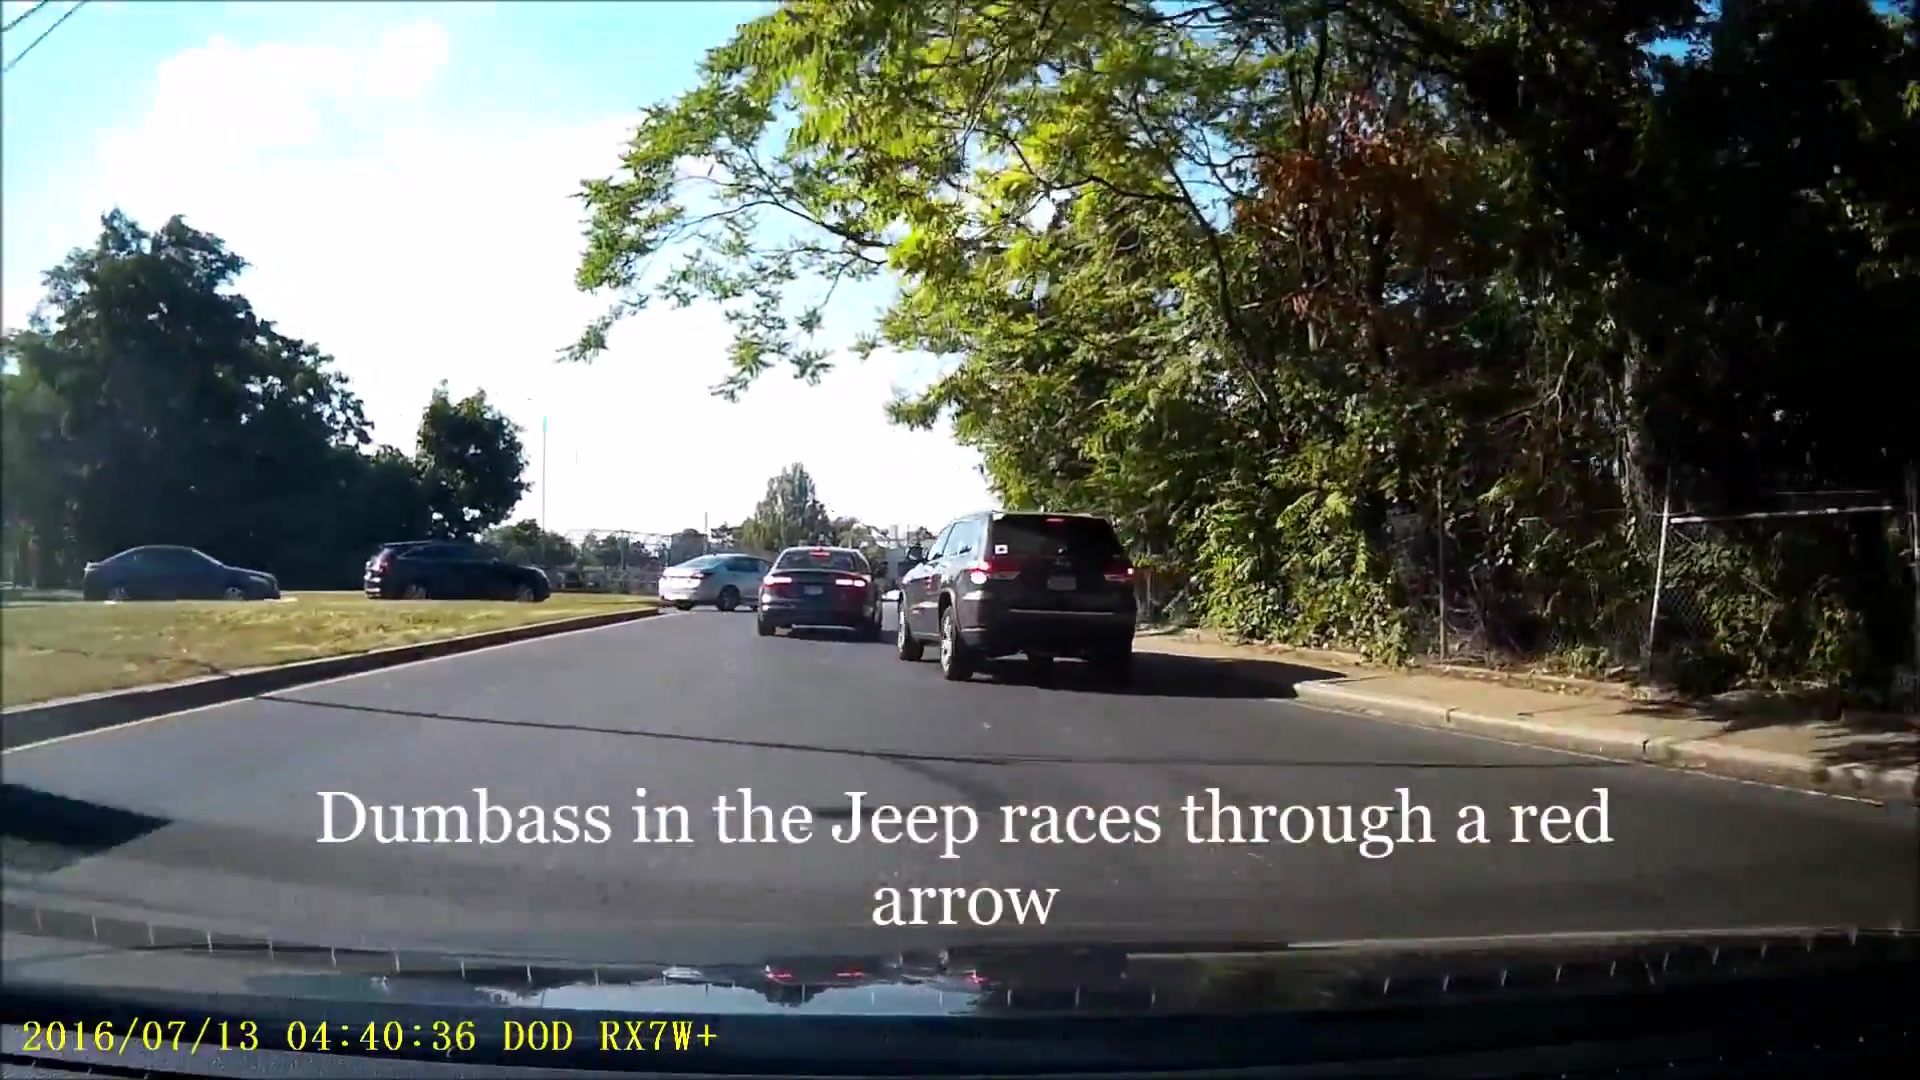 Dumbass in the Jeep races through a red
arrow
2016/07/13 04:40:36 DOD RX7W+